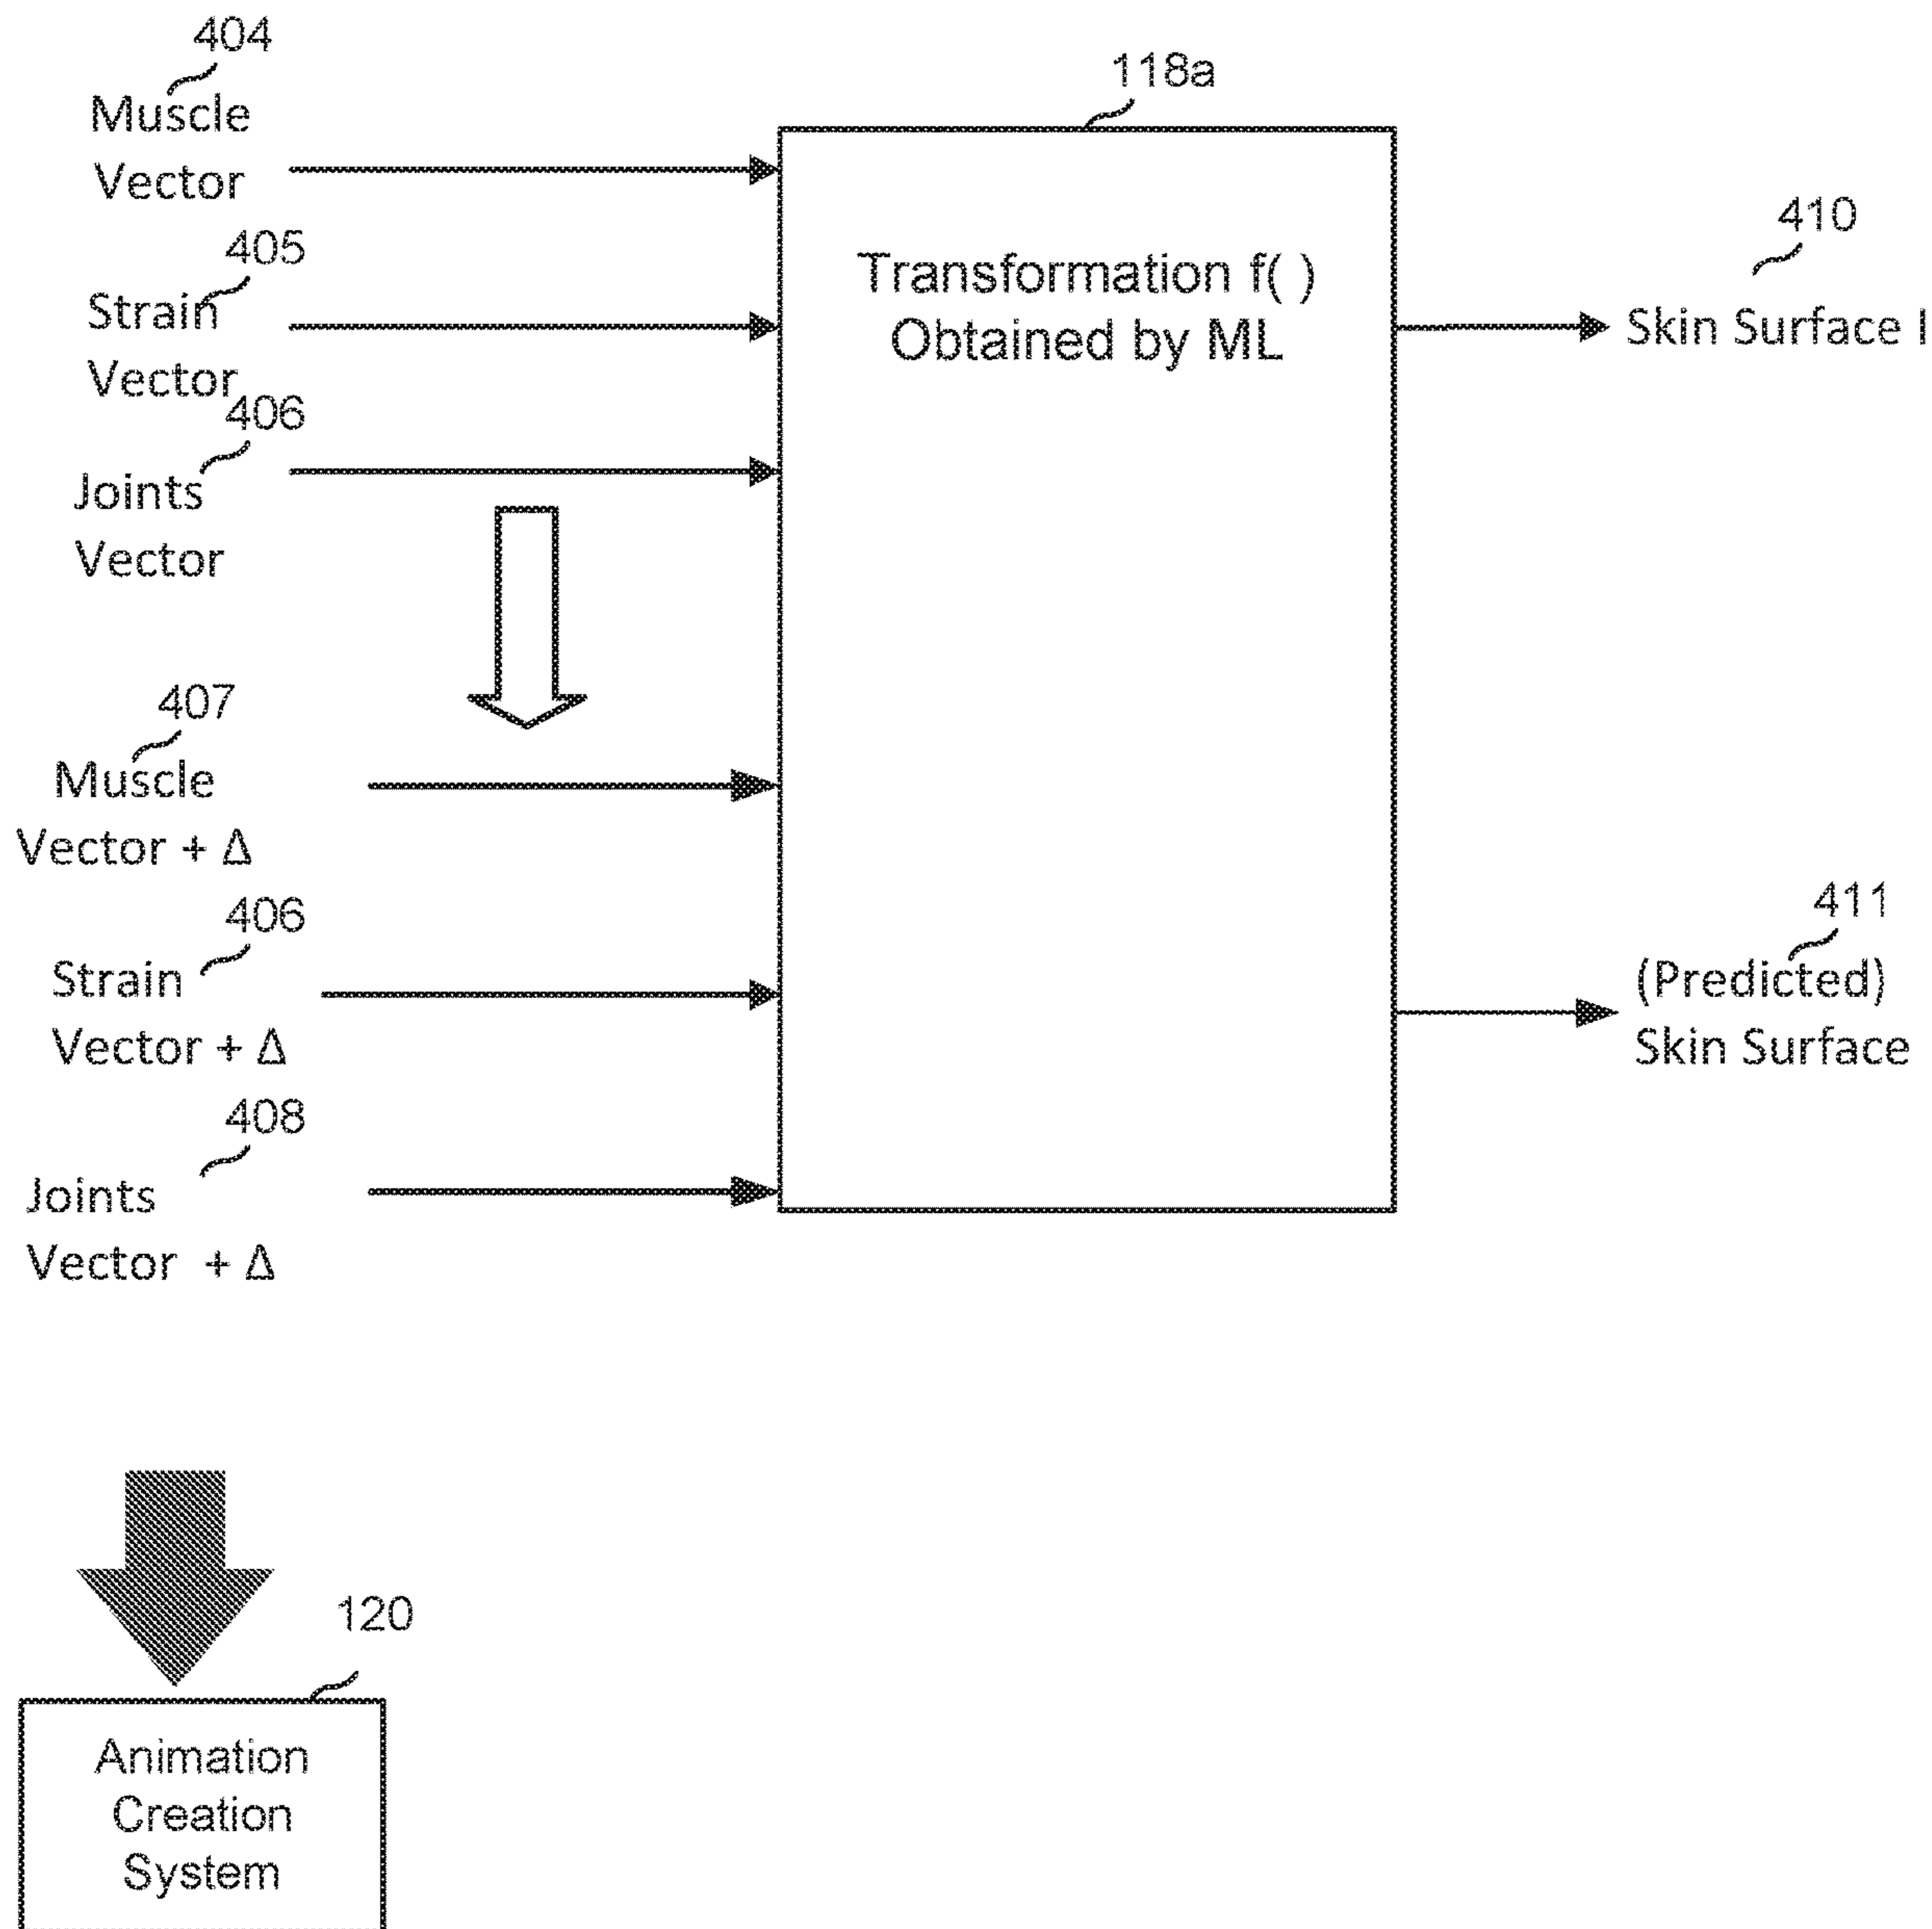 404
Muscle
Vector
405
Strain
Vector
406
Joints
Vector
407
Muscle
Vector + Δ
406
Strain
Vector + Δ
408
Joints
Vector + Δ
118a
Transformation f( )
Obtained by ML
410
Skin Surface I
411
(Predicted)
Skin Surface
120
Animation
Creation
System